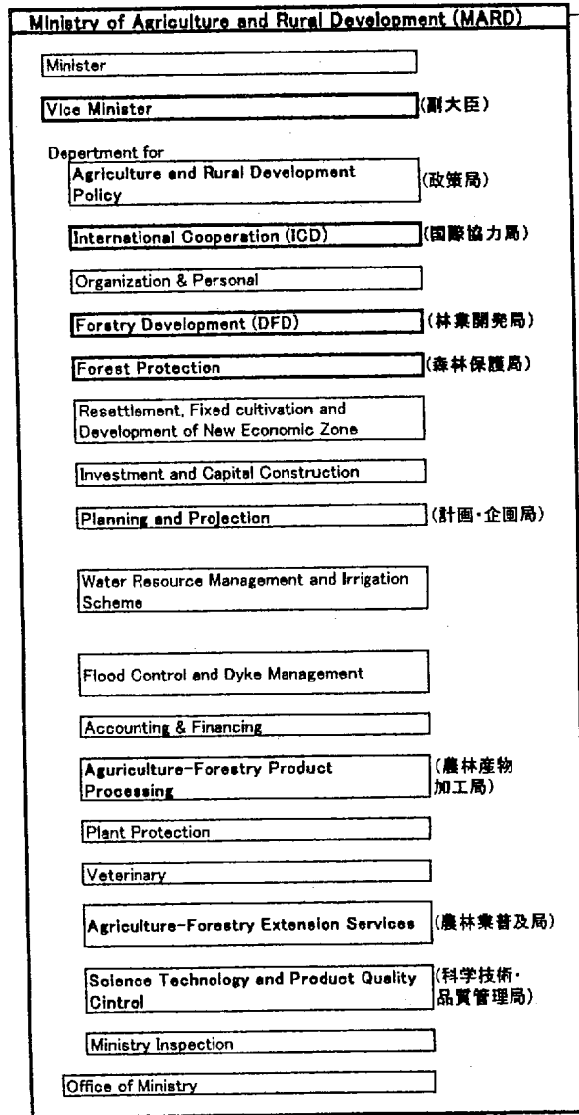 Ministry of Agriculture and Rural Development (MARD)
Minister
Vice Minister (副大臣)
Department for
Agriculture and Rural Development
Policy (政策局)
International Cooperation (ICD) (国際協力局)
Organization & Personal
Forstry Development (DFD) (林業開発局)
Forest Protection (森林保護局)
Resettlement, Fixed cultivation and
Development of New Economic Zone
Investment and Capital Construction
Planning and Projection (計画・企画局)
Water Resource Management and Irrigation
Scheme
Flood Control and Dyke Management
Accounting & Financing
Aguriculture-Forestry Product (農林産物
Processing 加工局)
Plant Protection
Veterinary
Agriculture-Forestry Extension Services (農林業普及局)
Science Technology and Product Quality (科学技術・
Cintrol 品質管理局)
Ministry Inspection
Office of Ministry